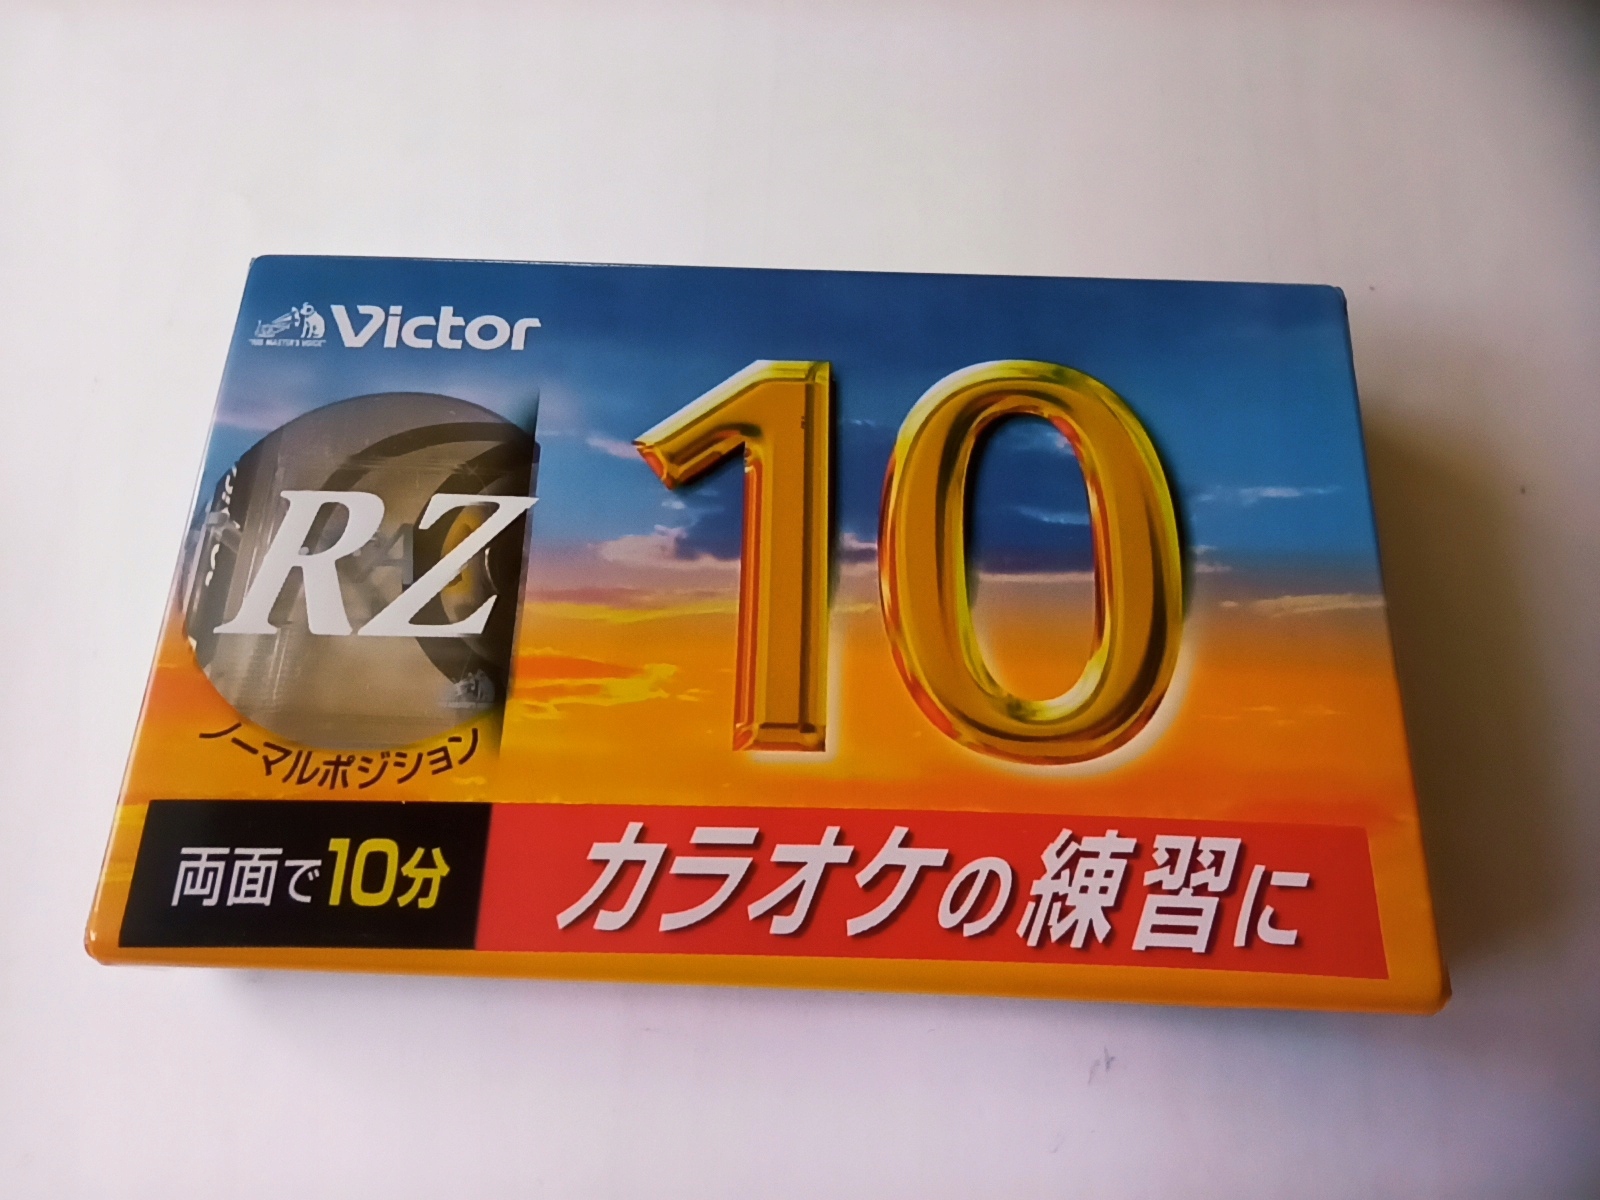 "HIS MASTER'S VOICE"
Victor
10
RZ
ノーマルポジション
両面で10分
カラオケの練習に